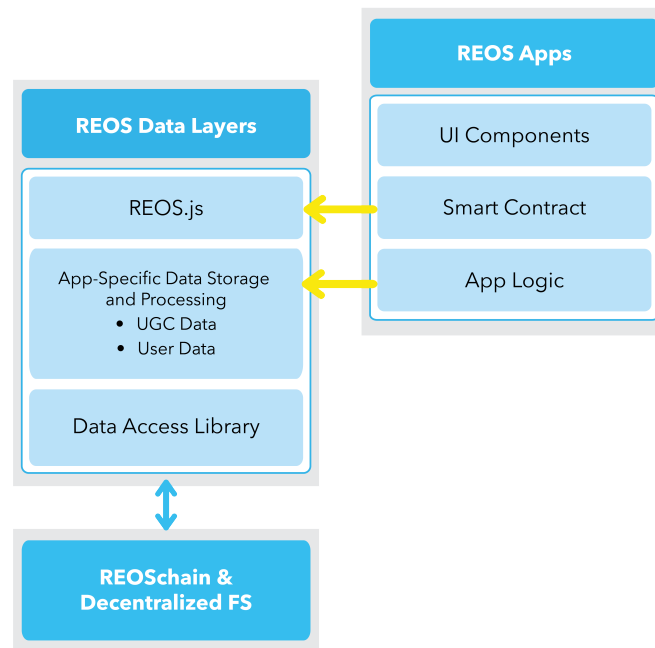 REOS Apps
UI Components
Smart Contract
App Logic
REOS Data Layers
REOS.js
App-Specific Data Storage
and Processing
• UGC Data
• User Data
Data Access Library
REOSchain &
Decentralized FS